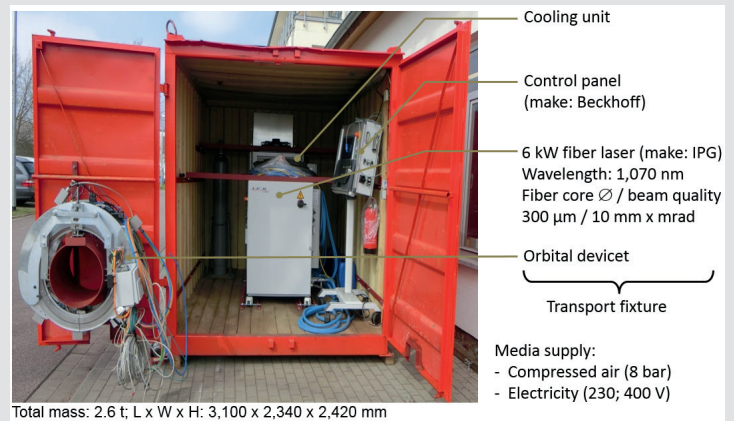 Cooling unit
Control panel
(make: Beckhoff)
6 kW fiber laser (make: IPG)
Wavelength: 1,070 nm
Fiber core ∅ / beam quality
300 µm / 10 mm x mrad
Orbital devicet
Transport fixture
Media supply:
- Compressed air (8 bar)
- Electricity (230; 400 V)
Total mass: 2.6 t; L x W x H: 3,100 x 2,340 x 2,420 mm